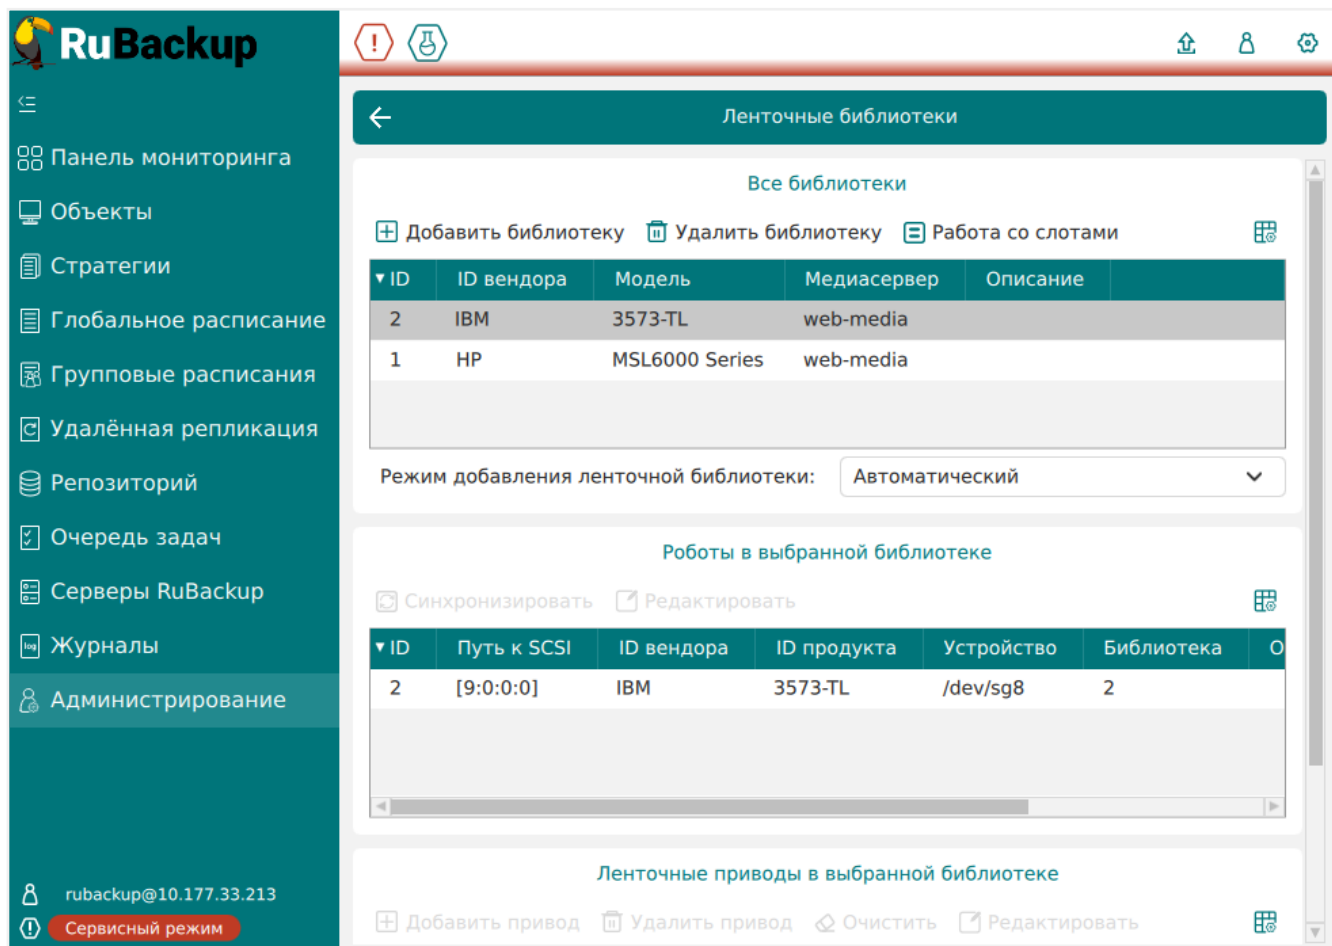 RuBackup
Ленточные библиотеки
Панель мониторинга
Объекты
Стратегии
Глобальное расписание
Групповые расписания
Удалённая репликация
Репозиторий
Очередь задач
Серверы RuBackup
log Журналы
Администрирование
rubackup@10.177.33.213
Сервисный режим
Все библиотеки
Добавить библиотеку Удалить библиотеку Работа со слотами
ID ID вендора Модель Медиасервер Описание
2 IBM 3573-TL web-media
1 HP MSL6000 Series web-media
Режим добавления ленточной библиотеки: Автоматический
Роботы в выбранной библиотеке
Синхронизировать Редактировать
ID Путь к SCSI ID вендора ID продукта Устройство Библиотека О
2 [9:0:0:0] IBM 3573-TL /dev/sg8 2
Ленточные приводы в выбранной библиотеке
Добавить привод Удалить привод Очистить Редактировать